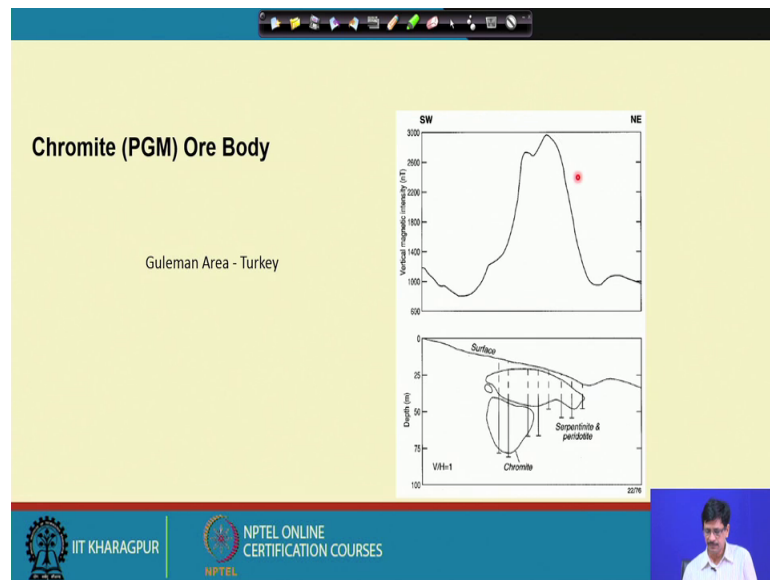 Chromite (PGM) Ore Body
Guleman Area - Turkey
SW
NE
Vertical magnetic intensity (nT)
3000
2600
2200
1800
1400
1000
600
Depth (m)
0
25
50
75
100
Surface
Serpentinite &
peridotite
Chromite
V/H=1
22/76
IIT KHARAGPUR
NPTEL
NPTEL ONLINE
CERTIFICATION COURSES